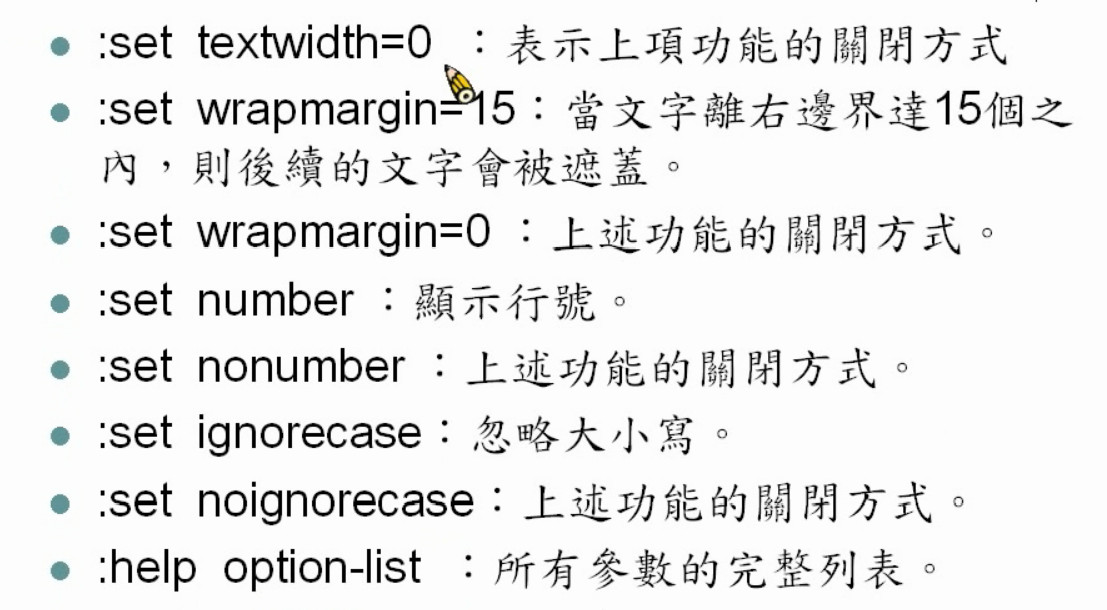 :set textwidth=0 ：表示上項功能的關閉方式
:set wrapmargin=15：當文字離右邊界達15個之
內，則後續的文字會被遮蓋。
:set wrapmargin=0 ：上述功能的關閉方式。
:set number ：顯示行號。
:set nonumber ：上述功能的關閉方式。
:set ignorecase：忽略大小寫。
:set noignorecase：上述功能的關閉方式。
:help option-list ：所有參數的完整列表。